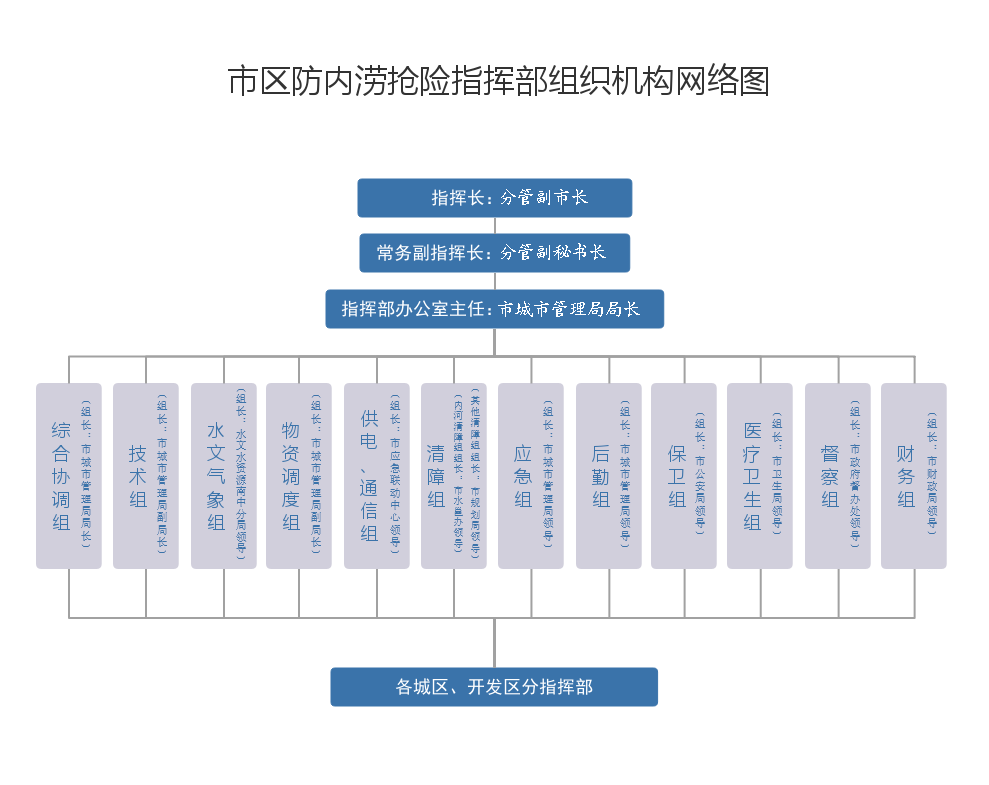 市区防内涝抢险指挥部组织机构网络图
指挥长：分管副市长
常务副指挥长：分管副秘书长
指挥部办公室主任：市城市管理局局长
综合协调组
（组长：市城市管理局局长）
技术组
（组长：市城市管理局副局长）
水文气象组
（组长：水文水资源南中分局领导）
物资调度组
（组长：市城市管理局副局长）
供电、通信组
（组长：市应急联动中心领导）
清障组
（内河清障组组长：市水邕办领导）
（其他清障组组长：市规划局领导）
应急组
（组长：市城市管理局领导）
后勤组
（组长：市城市管理局领导）
保卫组
（组长：市公安局领导）
医疗卫生组
（组长：市卫生局领导）
督察组
（组长：市政府督办处领导）
财务组
（组长：市财政局领导）
各城区、开发区分指挥部